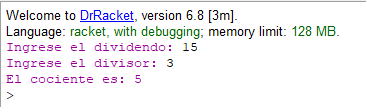 Welcome to DrRacket, version 6.8 [3m].
Language: racket, with debugging; memory limit: 128 MB.
Ingrese el dividendo: 15
Ingrese el divisor: 3
El cociente es: 5
>